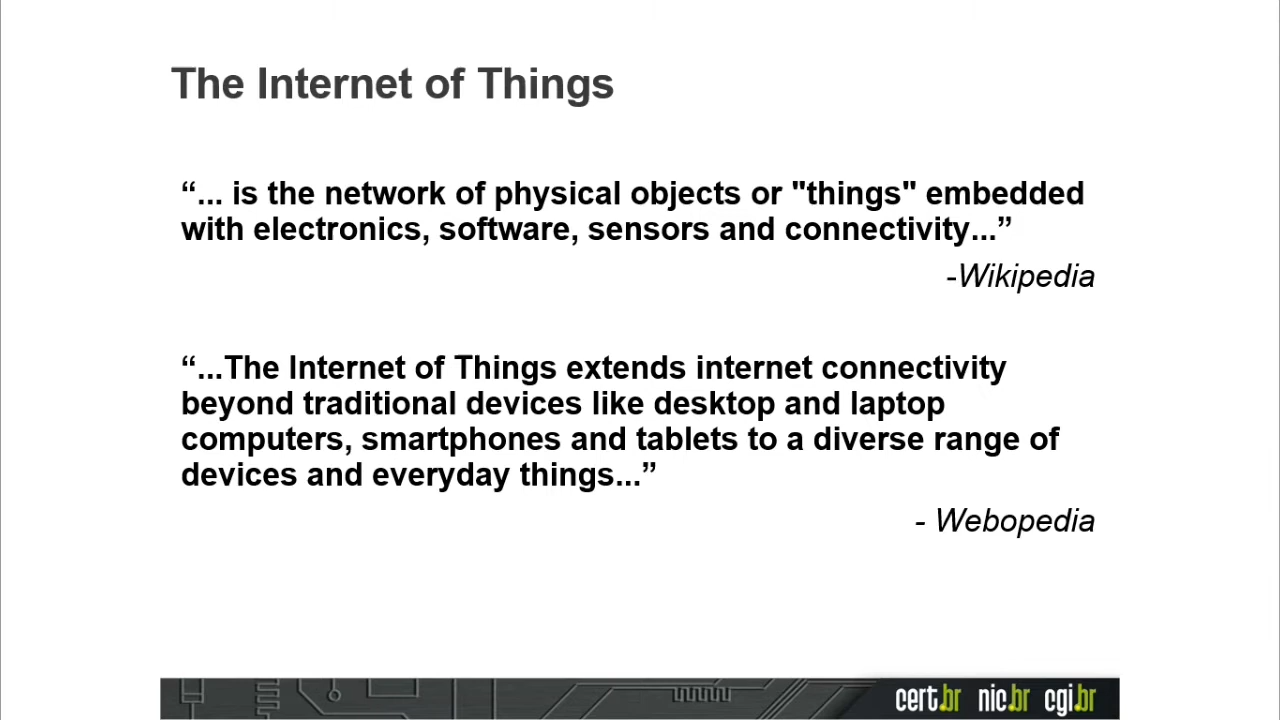 The Internet of Things
“... is the network of physical objects or "things" embedded
with electronics, software, sensors and connectivity...”
-Wikipedia
“...The Internet of Things extends internet connectivity
beyond traditional devices like desktop and laptop
computers, smartphones and tablets to a diverse range of
devices and everyday things...”
- Webopedia
cert.br nic.br cgi.br